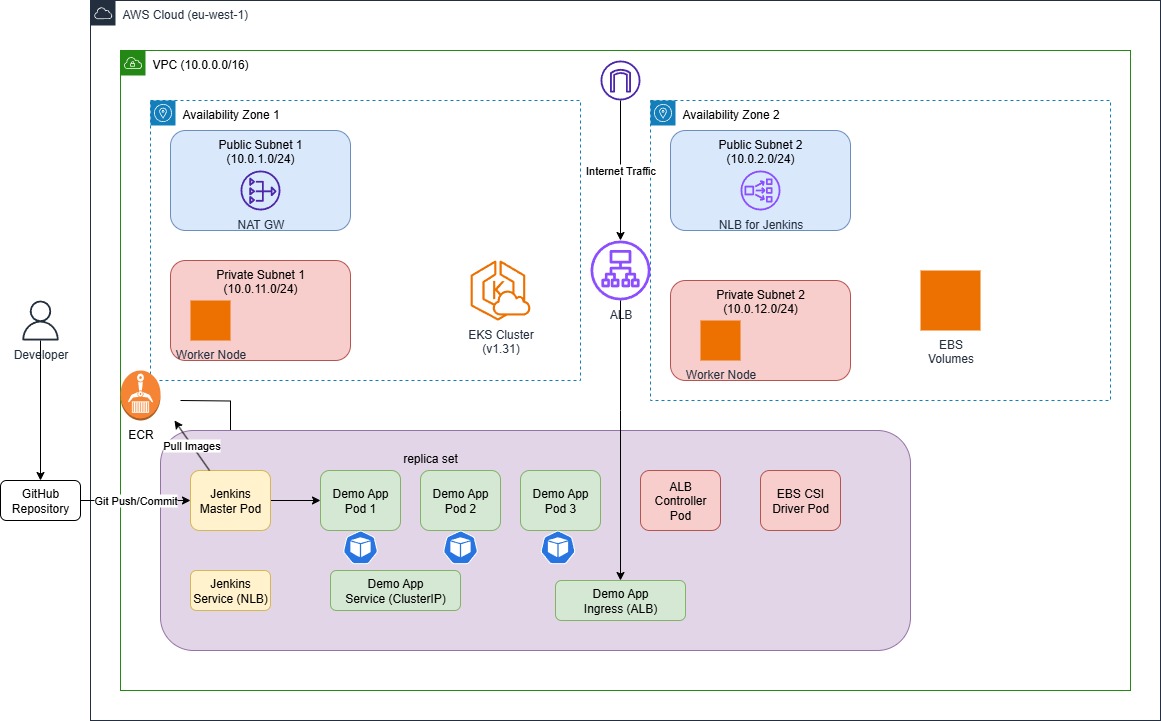 AWS Cloud (eu-west-1)
VPC (10.0.0.0/16)
Availability Zone 1
Availability Zone 2
Public Subnet 1
(10.0.1.0/24)
NAT GW
Internet Traffic
Public Subnet 2
(10.0.2.0/24)
NLB for Jenkins
Private Subnet 1
(10.0.11.0/24)
Worker Node
EKS Cluster
(v1.31)
ALB
Private Subnet 2
(10.0.12.0/24)
Worker Node
EBS
Volumes
Developer
ECR
Pull Images
replica set
GitHub
Repository
Git Push/Commit
Jenkins
Master Pod
Demo App
Pod 1
Demo App
Pod 2
Demo App
Pod 3
ALB
Controller
Pod
EBS CSI
Driver Pod
Jenkins
Service (NLB)
Demo App
Service (ClusterIP)
Demo App
Ingress (ALB)